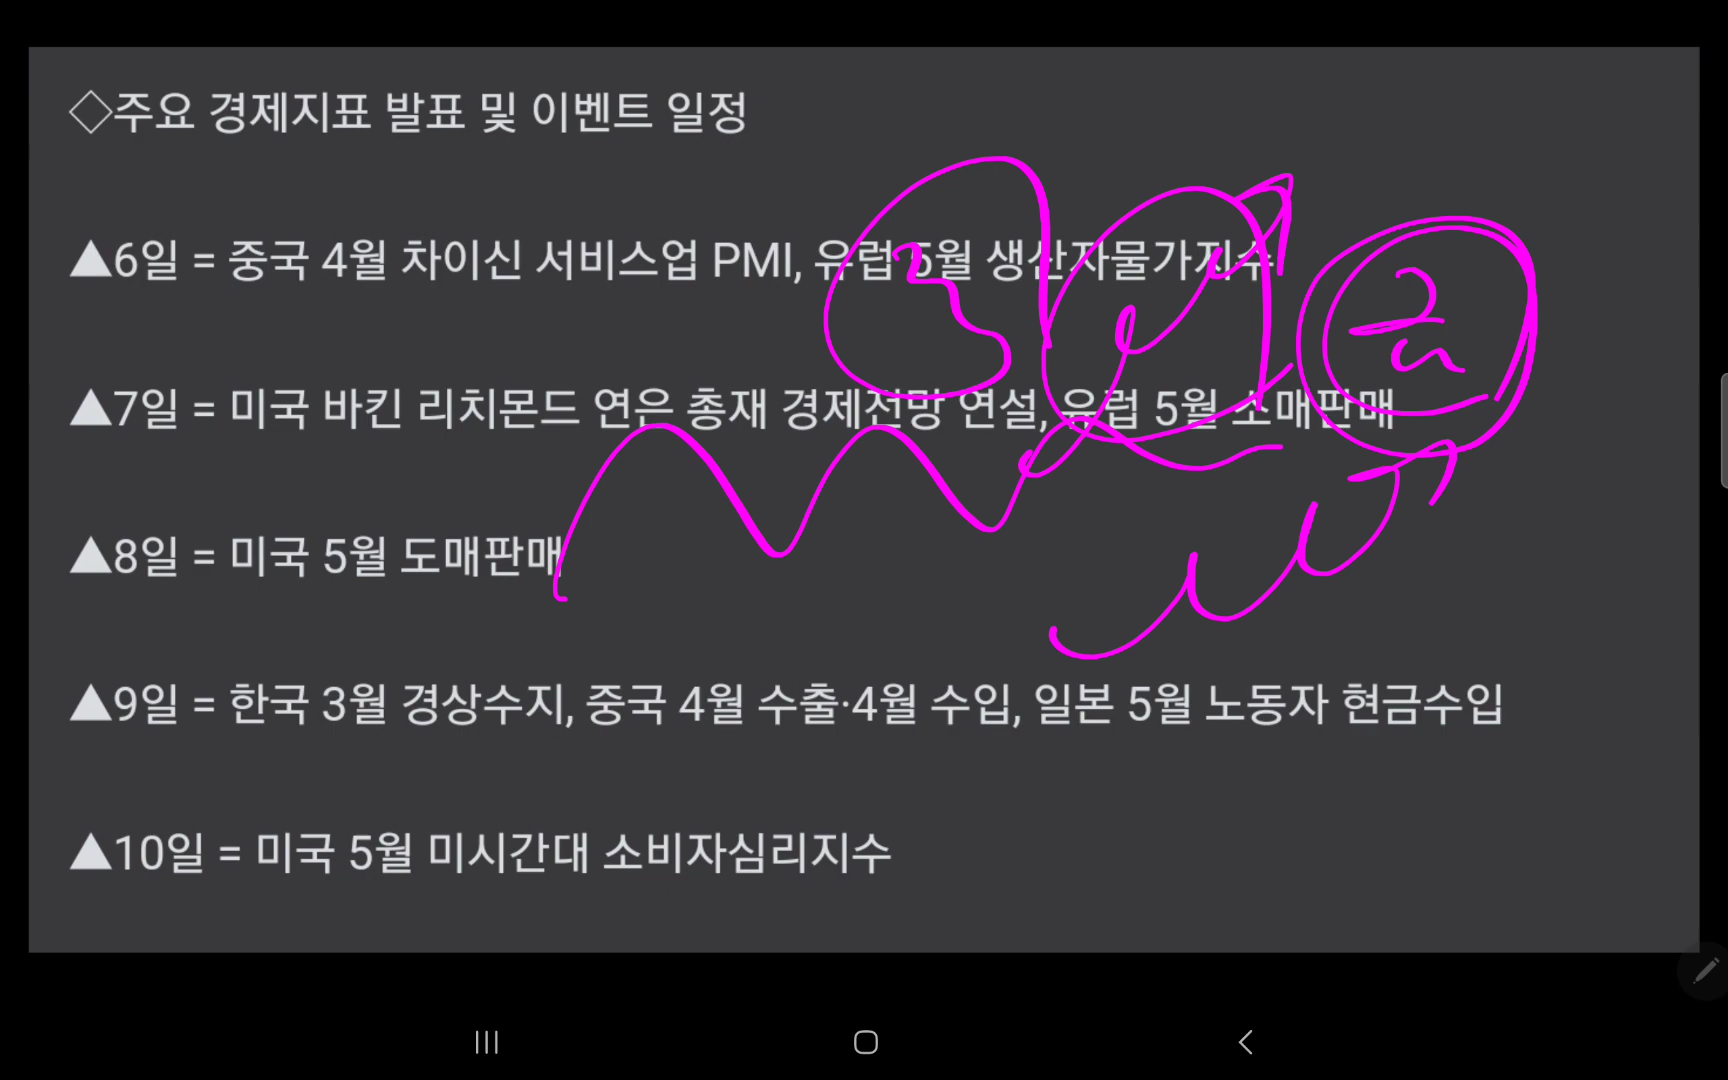 ◇주요 경제지표 발표 및 이벤트 일정
▲6일 = 중국 4월 차이신 서비스업 PMI, 유럽 5월 생산자물가지수
▲7일 = 미국 바킨 리치몬드 연은 총재 경제전망 연설, 유럽 5월 소매판매
▲8일 = 미국 5월 도매판매
▲9일 = 한국 3월 경상수지, 중국 4월 수출·4월 수입, 일본 5월 노동자 현금수입
▲10일 = 미국 5월 미시간대 소비자심리지수